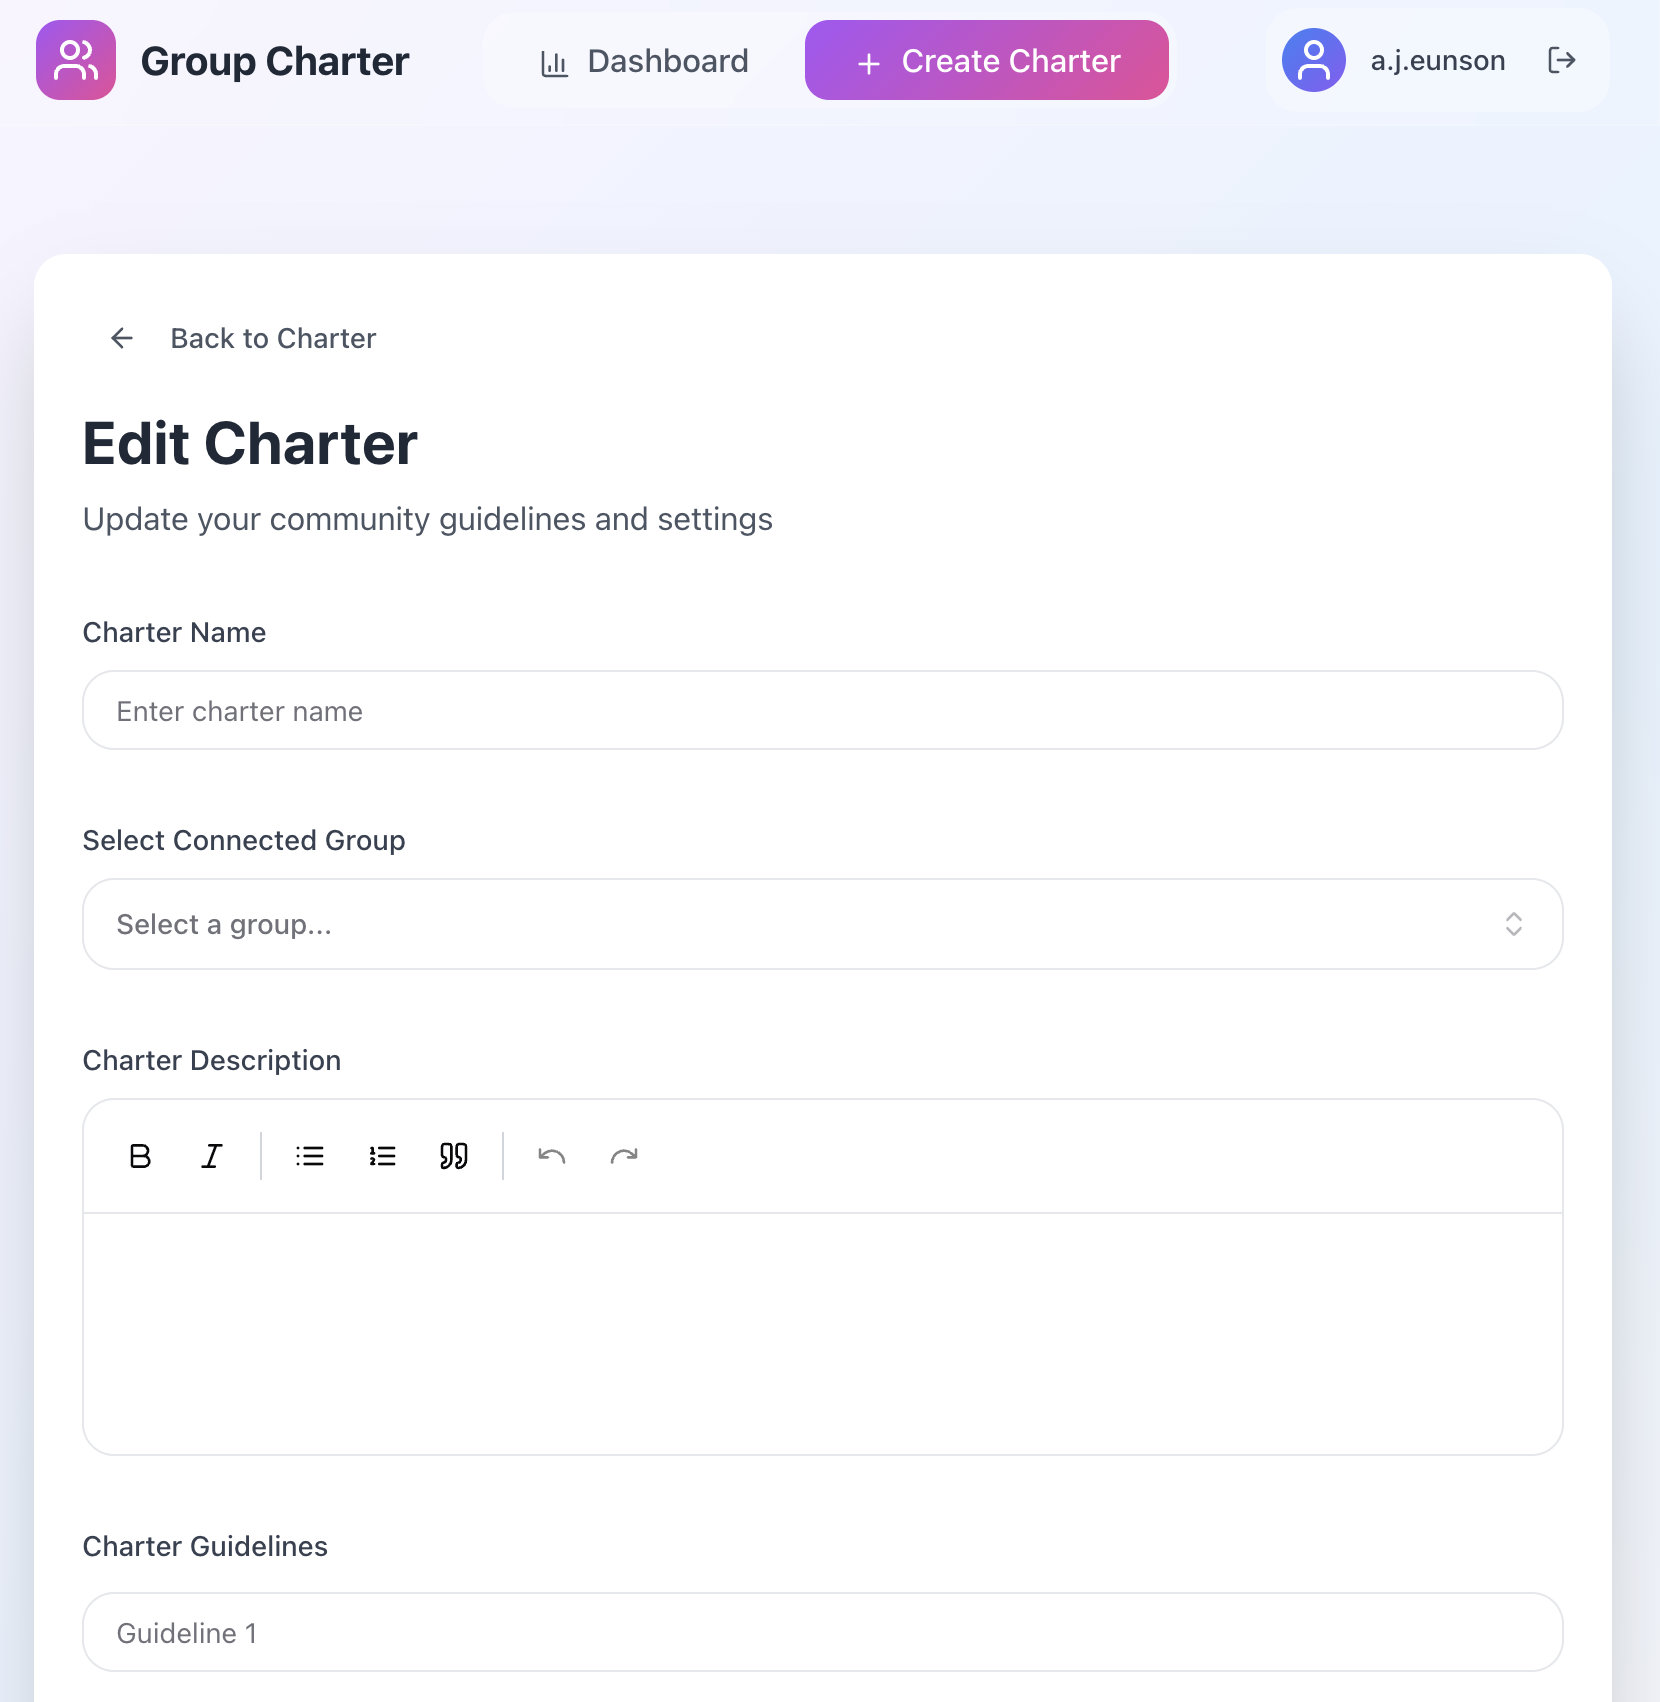 Group Charter
Dashboard
Create Charter
a.j.eunson
Back to Charter
Edit Charter
Update your community guidelines and settings
Charter Name
Enter charter name
Select Connected Group
Select a group...
Charter Description
Charter Guidelines
Guideline 1